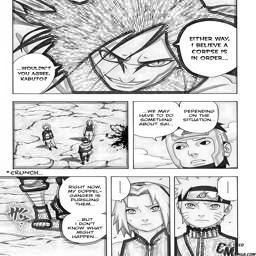 EITHER WAY,
I BELIEVE A
CORPSE IS
IN ORDER...
...WOULDN'T
YOU AGREE,
KABUTO?
DEPENDING
ON THE
SITUATION...
...WE MAY
HAVE TO DO
SOMETHING
ABOUT SAI...
*CRUNCH...*
RIGHT NOW,
MY DOPPEL-
GANGER IS
PURSUING
THEM...
...BUT
I DON'T
KNOW WHAT
MIGHT
HAPPEN...